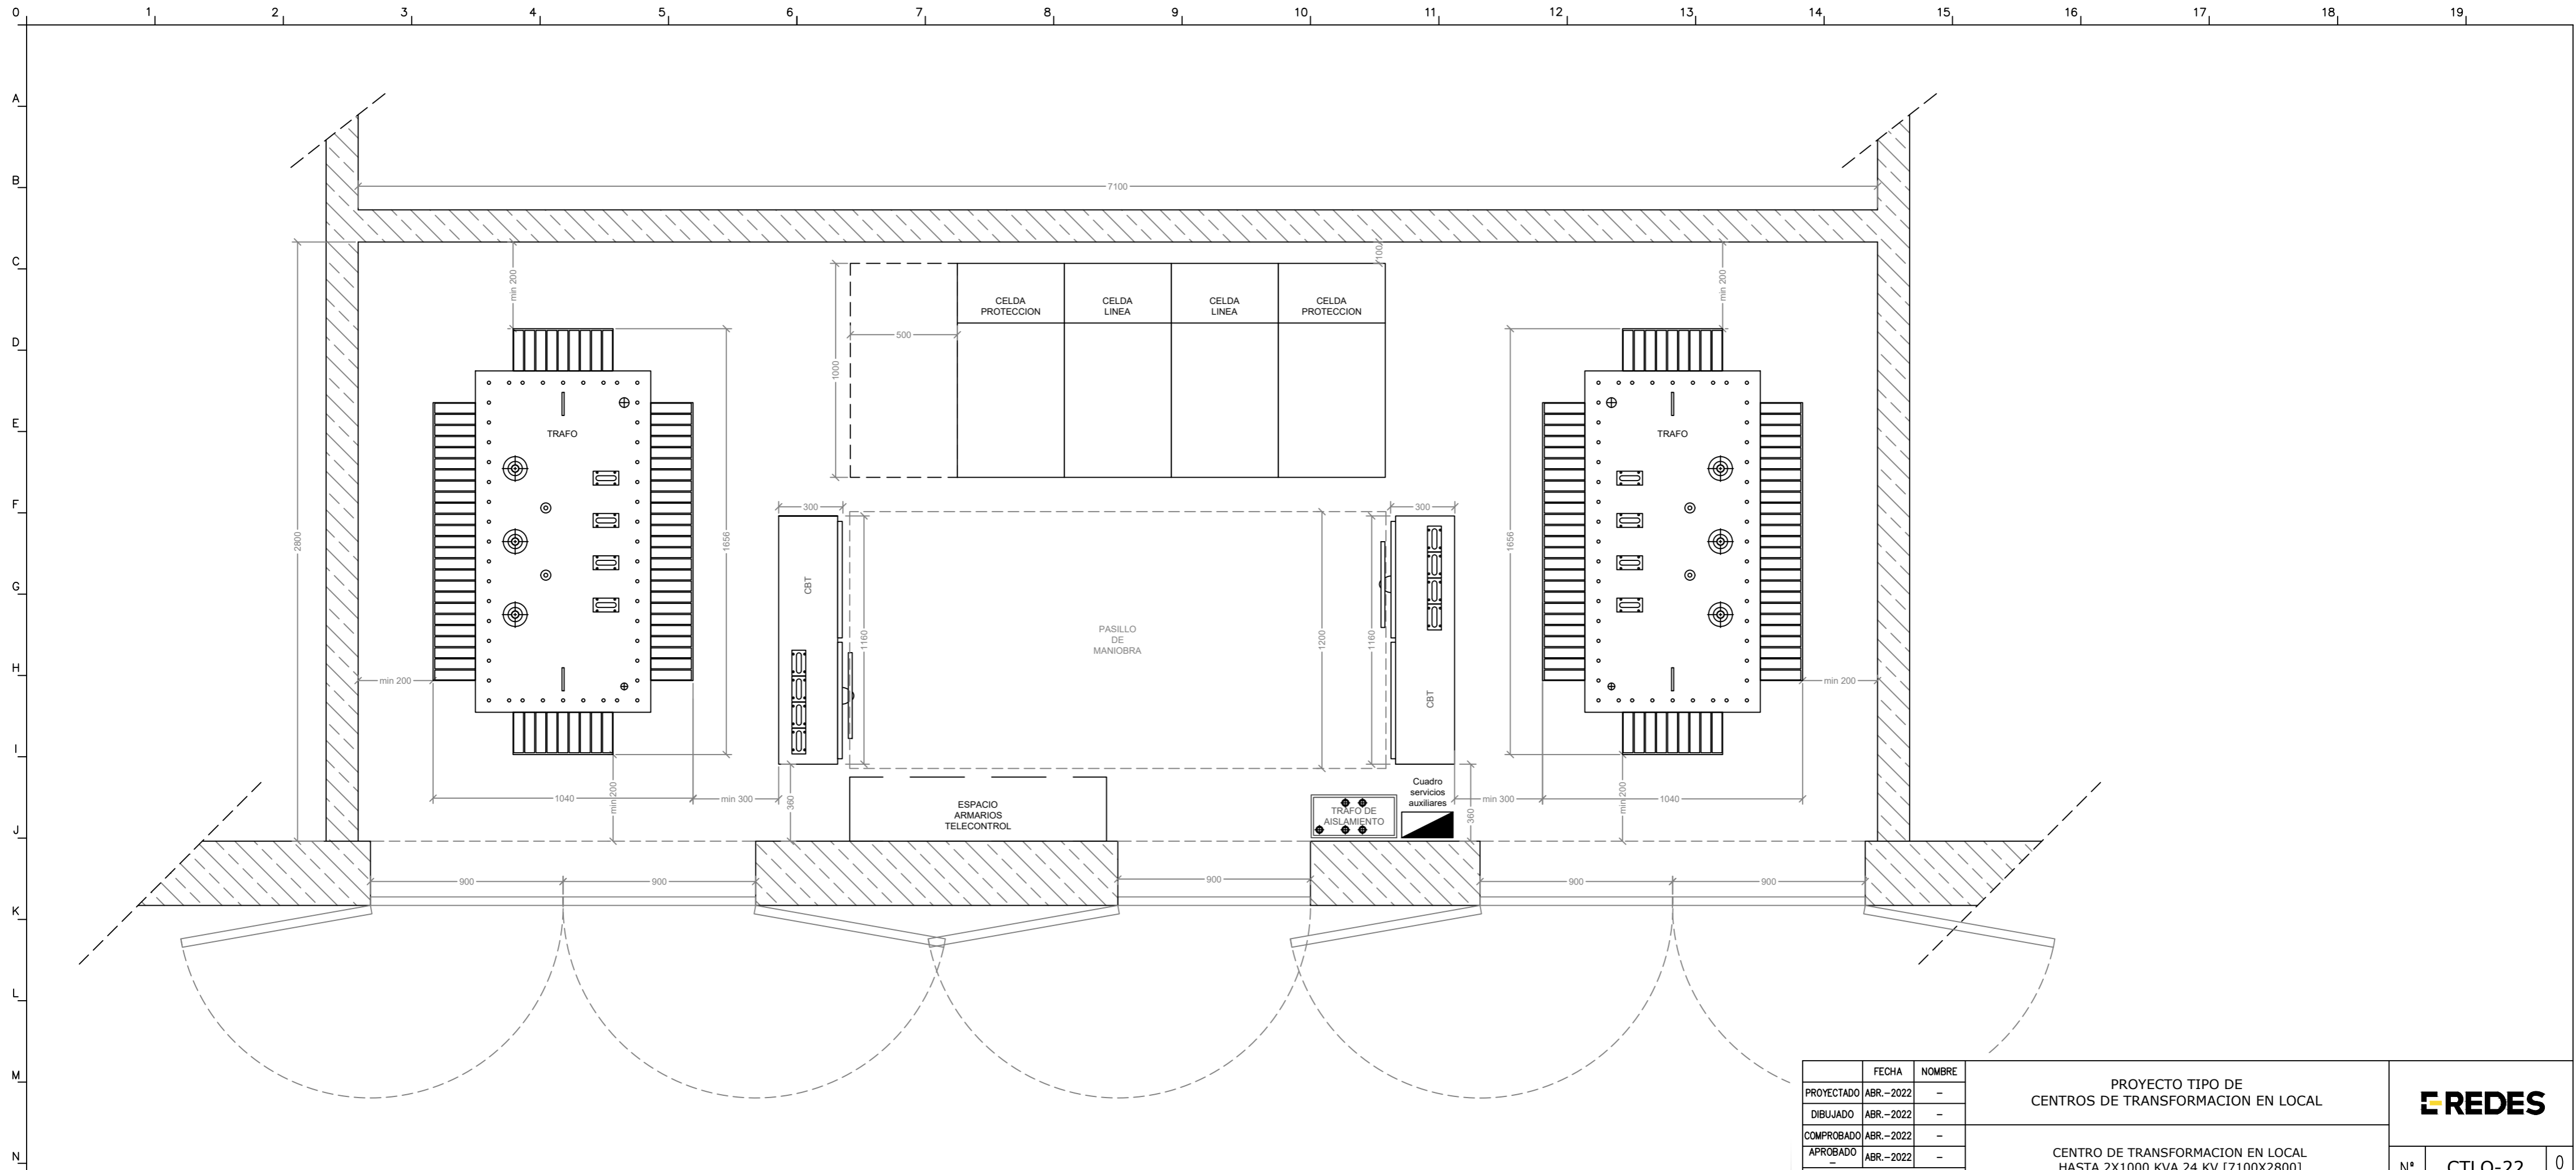 0 1 2 3 4 5 6 7 8 9 10 11 12 13 14 15 16 17 18 19
A
B
C
D
E
F
G
H
I
J
K
L
M
N
7100
min 200
100
min 200
2800
CELDA
PROTECCION
CELDA
LINEA
CELDA
LINEA
CELDA
PROTECCION
500
1000
TRAFO
TRAFO
1656
1656
300
300
CBT
1160
PASILLO
DE
MANIOBRA
1200
1160
CBT
min 200
min 200
1040
min 300
360
min 200
ESPACIO
ARMARIOS
TELECONTROL
TRAFO DE
AISLAMIENTO
Cuadro
servicios
auxiliares
min 300
1040
360
min 200
900
900
900
900
900
FECHA NOMBRE
PROYECTADO ABR.-2022 -
DIBUJADO ABR.-2022 -
COMPROBADO ABR.-2022 -
APROBADO ABR.-2022 -
-
PROYECTO TIPO DE
CENTROS DE TRANSFORMACION EN LOCAL
CENTRO DE TRANSFORMACION EN LOCAL
HASTA 2X1000 KVA 24 KV [7100X2800]
E-REDES
Nº CTLO-22 0